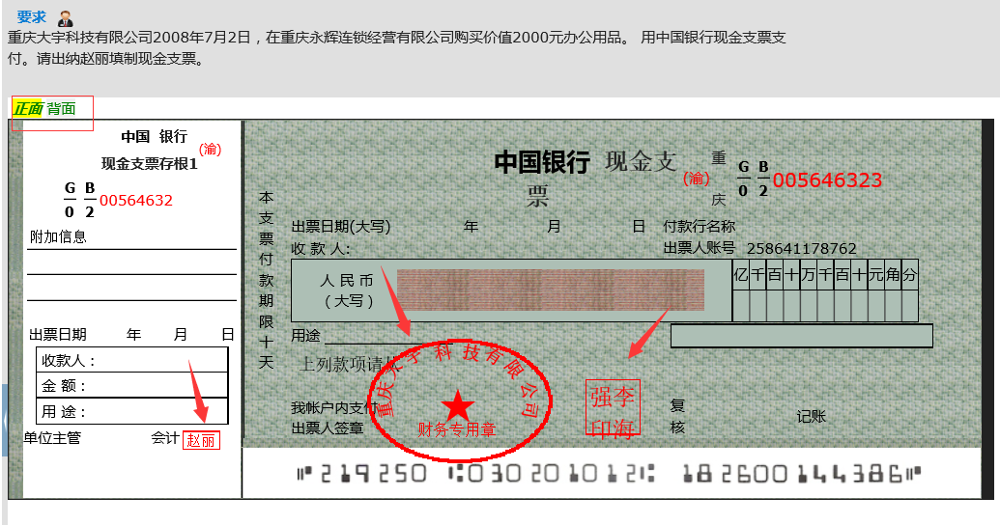 要求
重庆大宇科技有限公司2008年7月2日，在重庆永辉连锁经营有限公司购买价值2000元办公用品。 用中国银行现金支票支
付。请出纳赵丽填制现金支票。
正面 背面
中国 银行
(渝)
现金支票存根1
G B
0 2
00564632
附加信息
出票日期 年 月 日
收款人：
金 额：
用 途：
单位主管 会计 赵丽
本支票付款期限十天
中国银行 现金支
票
(渝)
重
庆
G B
0 2
005646323
出票日期(大写) 年 月 日 付款行名称
收 款 人: 出票人账号 258641178762
人 民 币
（大写）
亿千百十万千百十元角分
用途
上列款项请从
我帐户内支付
出票人签章
重庆大宇科技有限公司
财务专用章
强李
印海
复
核
记账
⑈219250 ⑆030201012⑆ 182600144386⑈